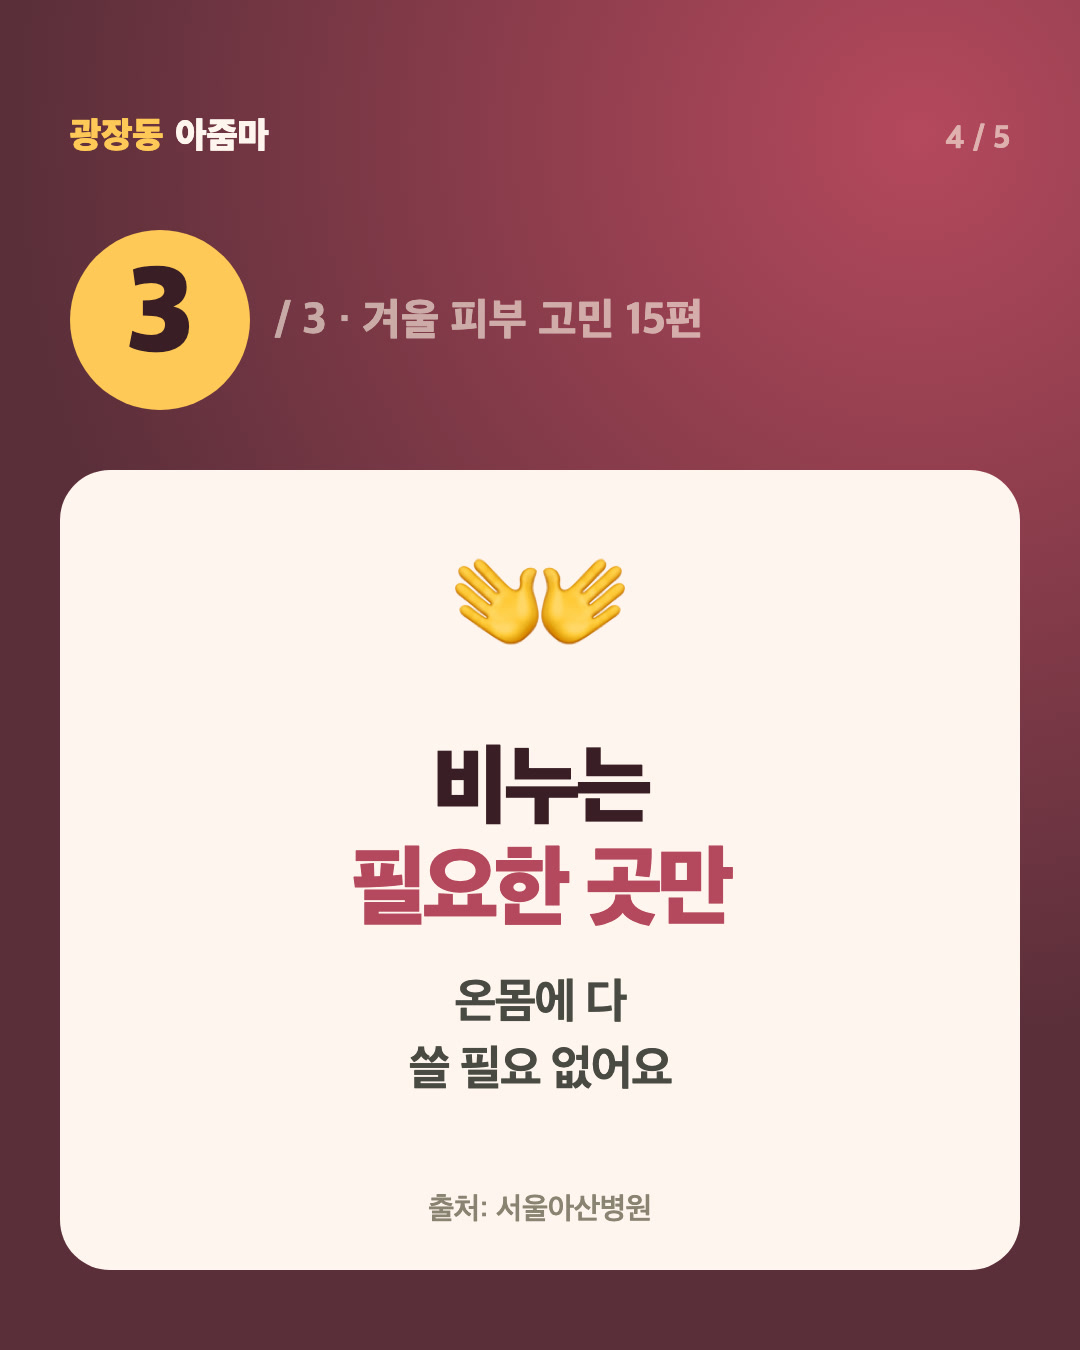 광장동 아줌마
4 / 5
3 / 3 · 겨울 피부 고민 15편
비누는
필요한 곳만
온몸에 다
쓸 필요 없어요
출처: 서울아산병원